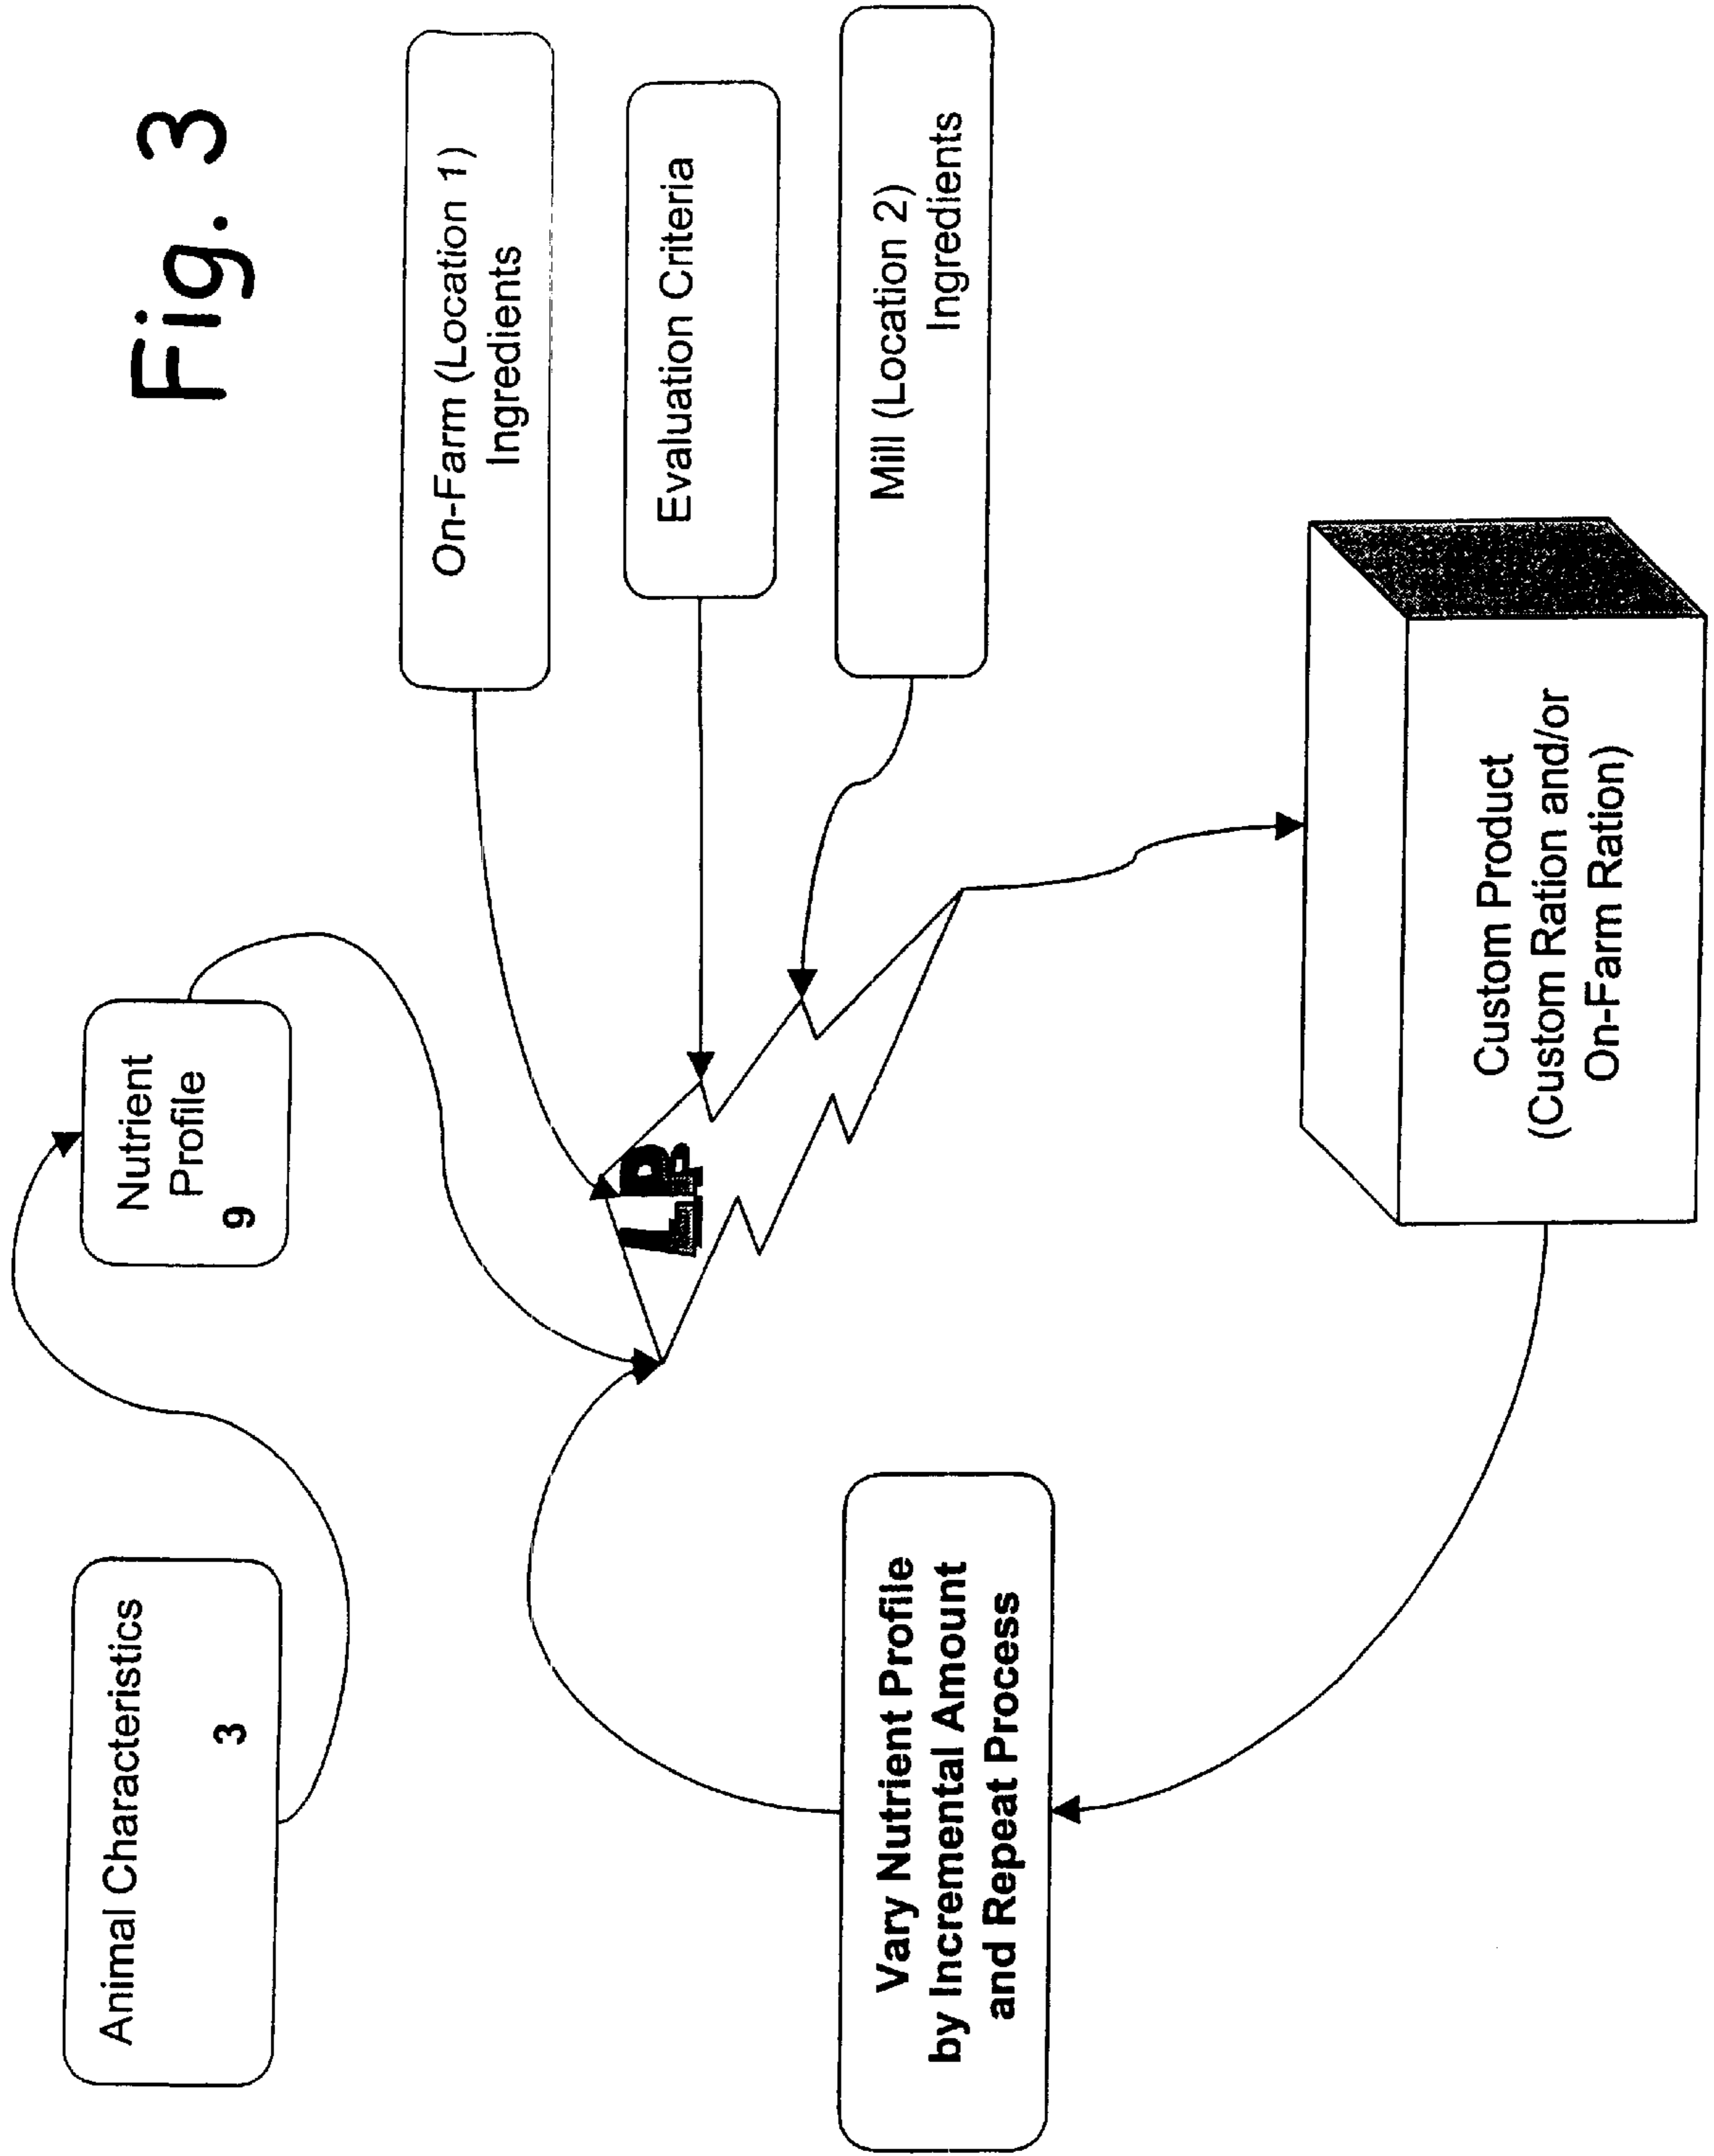 Fig. 3
Animal Characteristics
3
Nutrient
Profile
9
On-Farm (Location 1)
Ingredients
Evaluation Criteria
Mill (Location 2)
Ingredients
LP
Vary Nutrient Profile
by Incremental Amount
and Repeat Process
Custom Product
(Custom Ration and/or
On-Farm Ration)